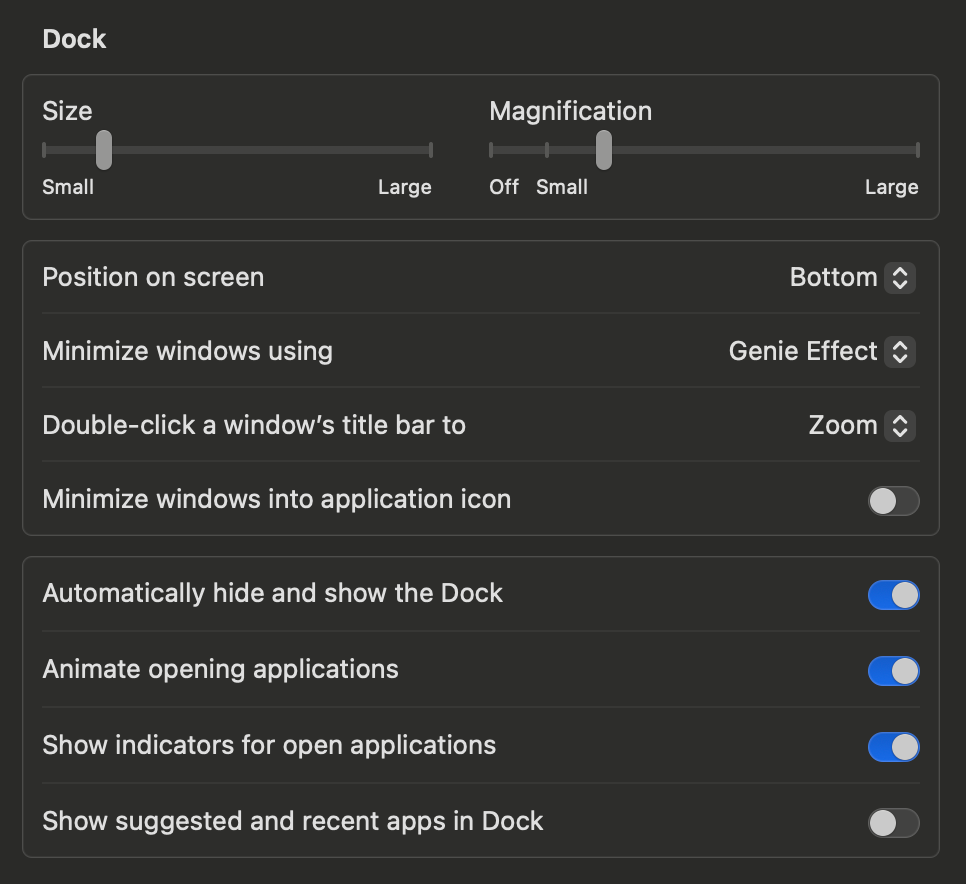 Dock
Size
Magnification
Small
Large
Off
Small
Large
Position on screen
Bottom
Minimize windows using
Genie Effect
Double-click a window’s title bar to
Zoom
Minimize windows into application icon
Automatically hide and show the Dock
Animate opening applications
Show indicators for open applications
Show suggested and recent apps in Dock